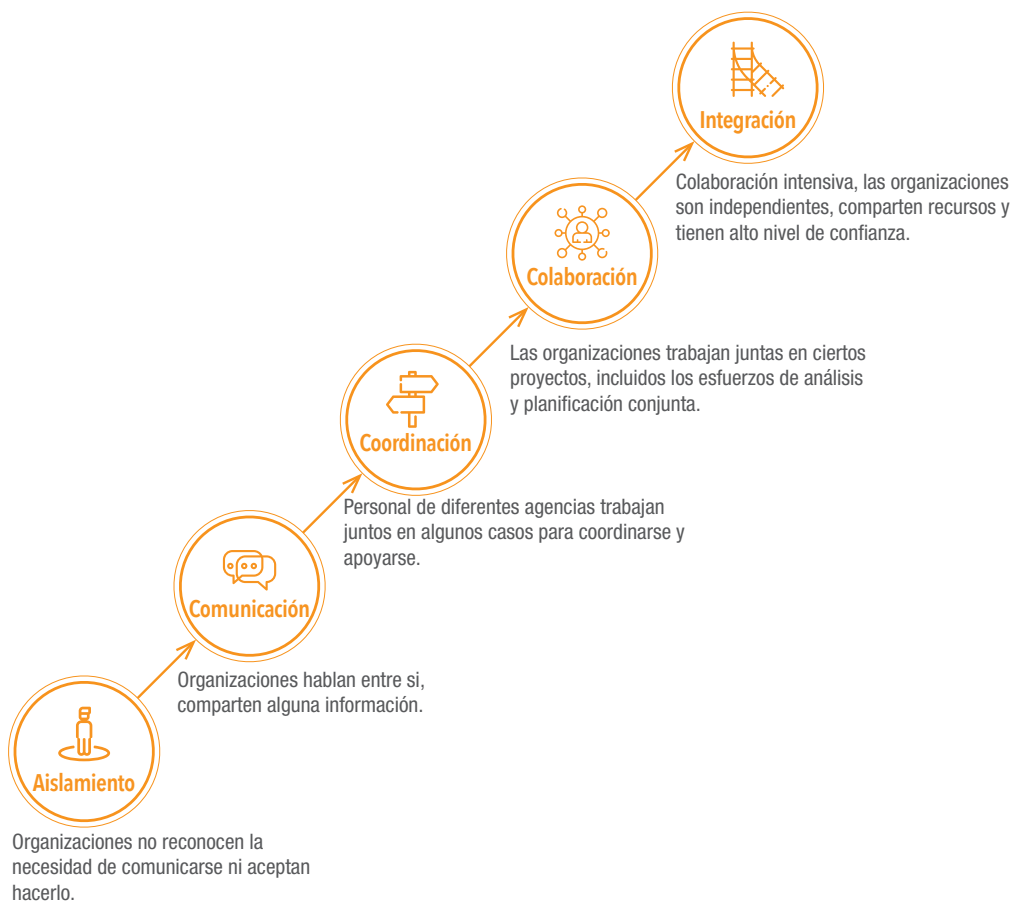 Integración
Colaboración intensiva, las organizaciones
son independientes, comparten recursos y
tienen alto nivel de confianza.
Colaboración
Las organizaciones trabajan juntas en ciertos
proyectos, incluidos los esfuerzos de análisis
y planificación conjunta.
Coordinación
Personal de diferentes agencias trabajan
juntos en algunos casos para coordinarse y
apoyarse.
Comunicación
Organizaciones hablan entre si,
comparten alguna información.
Aislamiento
Organizaciones no reconocen la
necesidad de comunicarse ni aceptan
hacerlo.